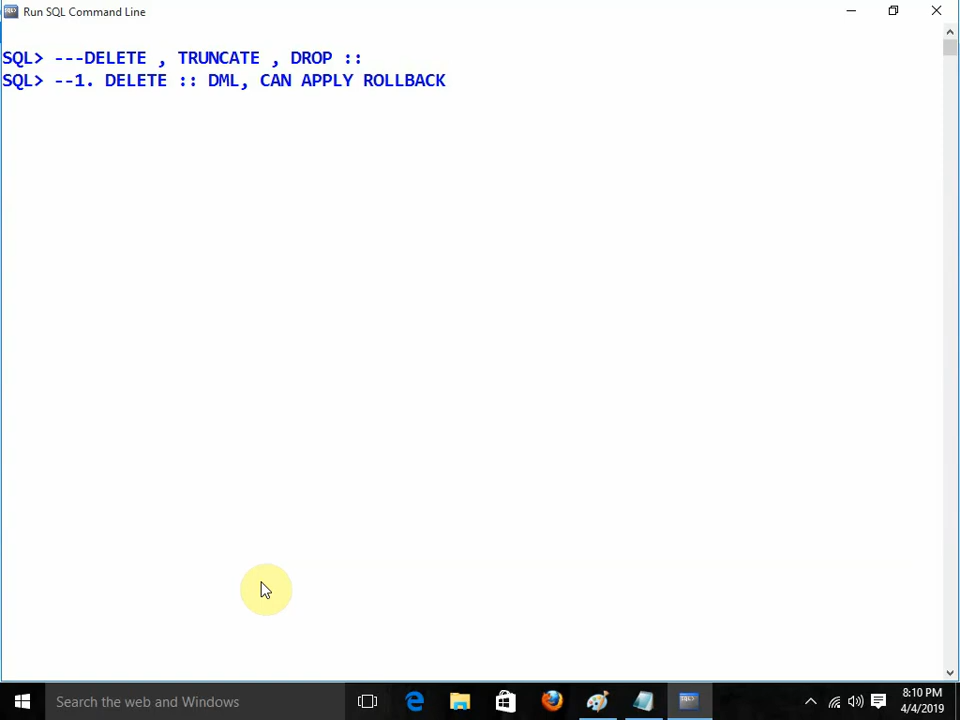 Run SQL Command Line
SQL> ---DELETE , TRUNCATE , DROP ::
SQL> --1. DELETE :: DML, CAN APPLY ROLLBACK
Search the web and Windows
8:10 PM
4/4/2019